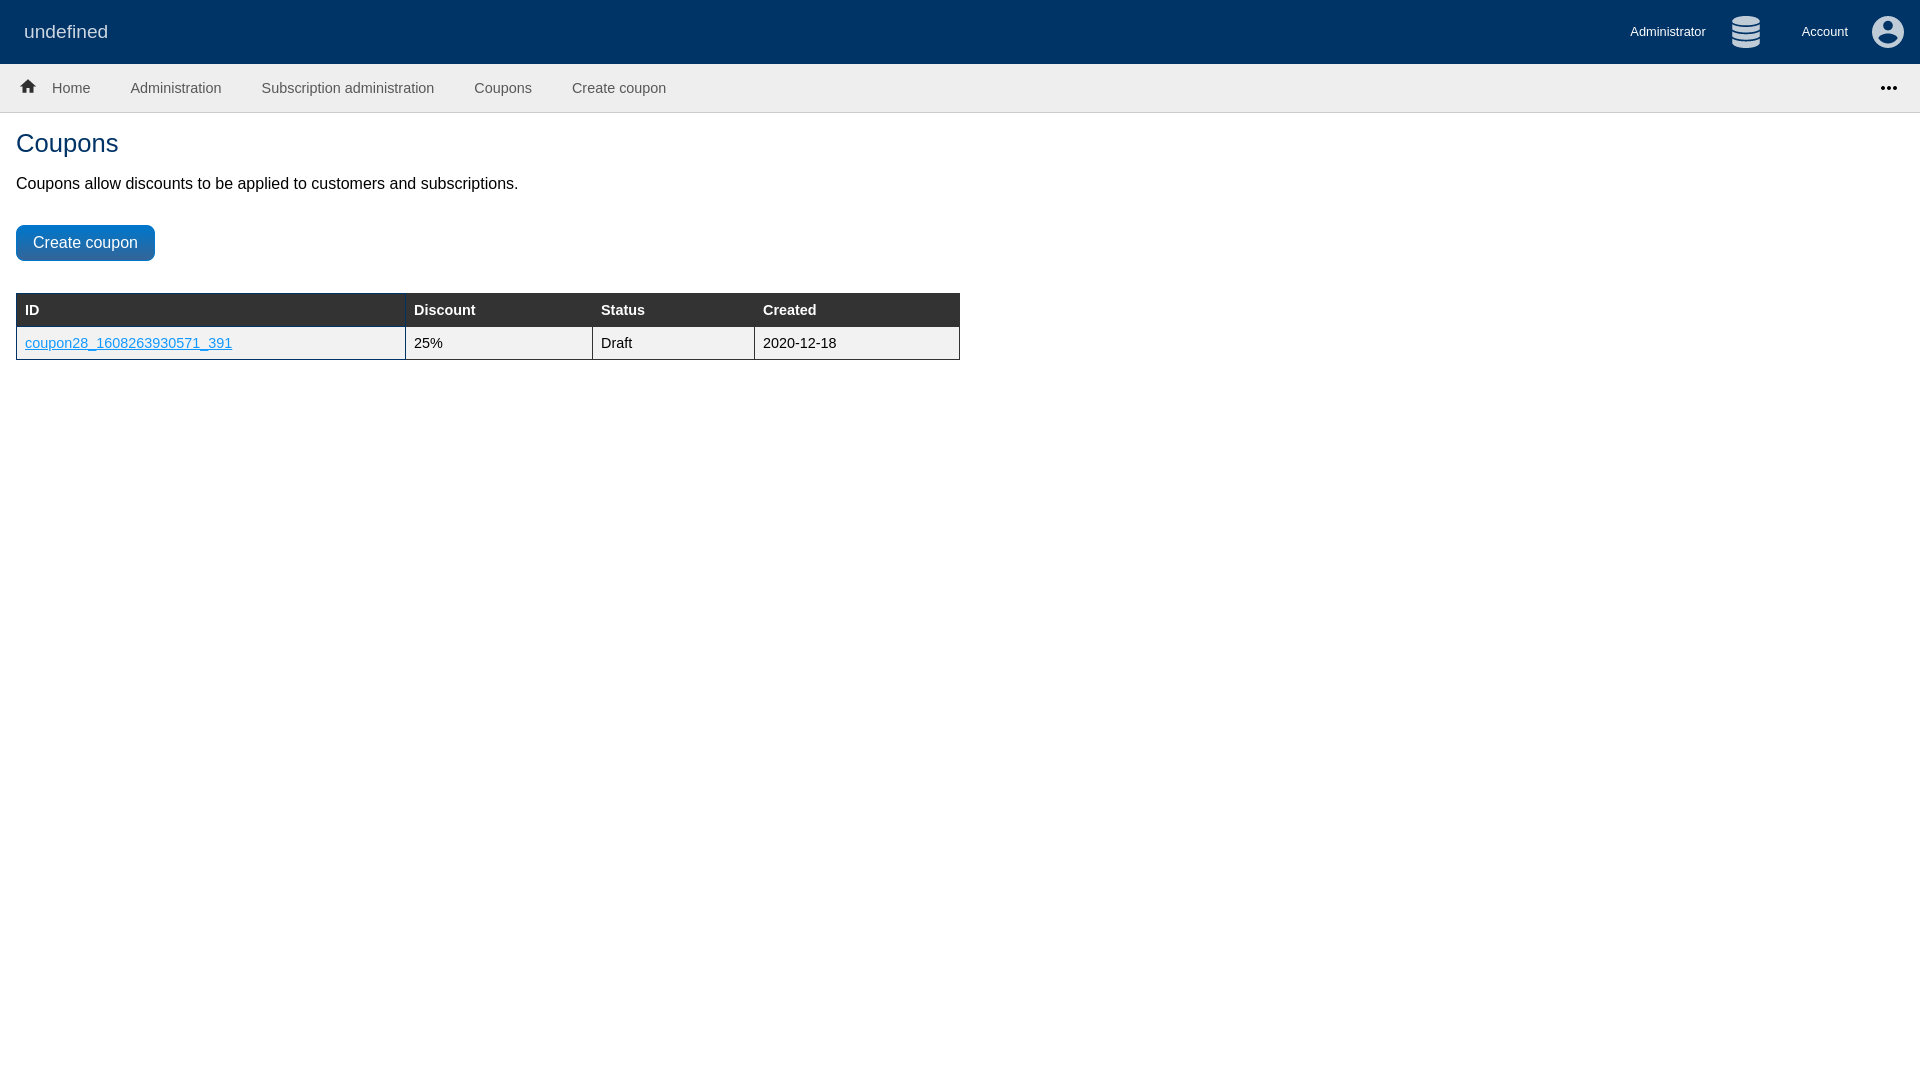 undefined
Administrator
Account
Home
Administration
Subscription administration
Coupons
Create coupon
Coupons
Coupons allow discounts to be applied to customers and subscriptions.
Create coupon
ID Discount Status Created
coupon28_1608263930571_391 25% Draft 2020-12-18